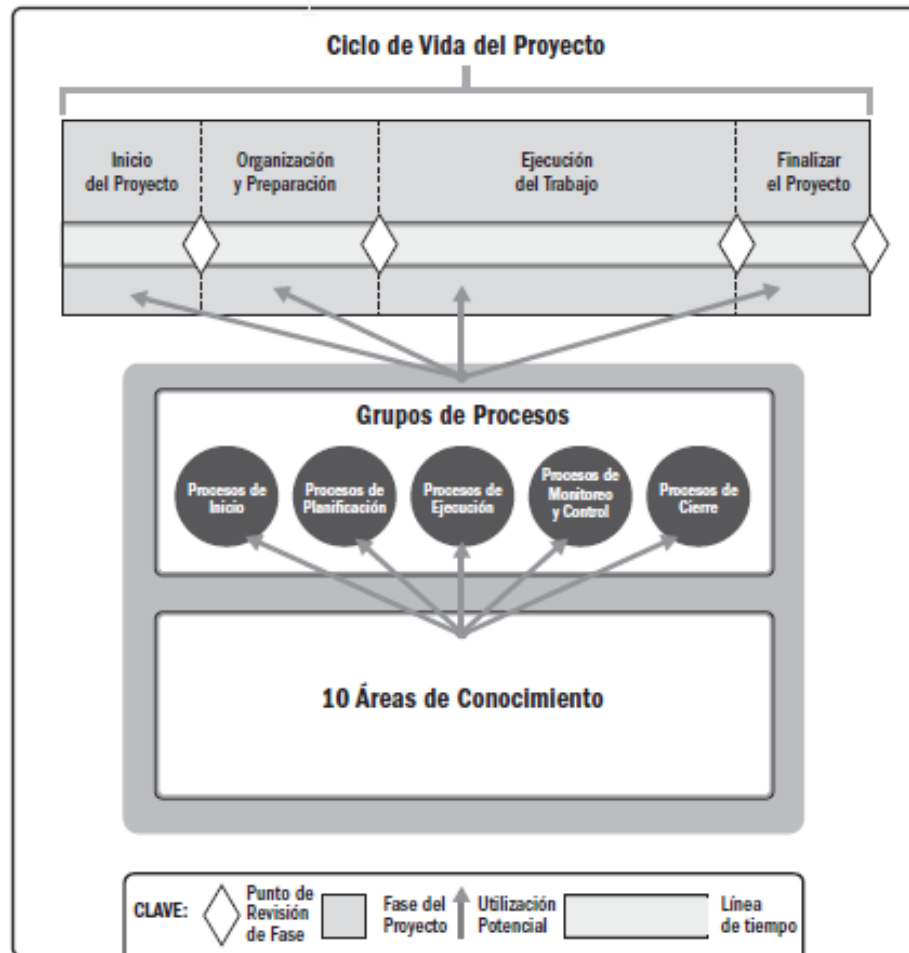 Ciclo de Vida del Proyecto
Inicio
del Proyecto
Organización
y Preparación
Ejecución
del Trabajo
Finalizar
el Proyecto
Grupos de Procesos
Procesos de
Inicio
Procesos de
Planificación
Procesos de
Ejecución
Procesos de
Monitoreo
y Control
Procesos de
Cierre
10 Áreas de Conocimiento
CLAVE:
Punto de
Revisión
de Fase
Fase del
Proyecto
Utilización
Potencial
Línea
de tiempo